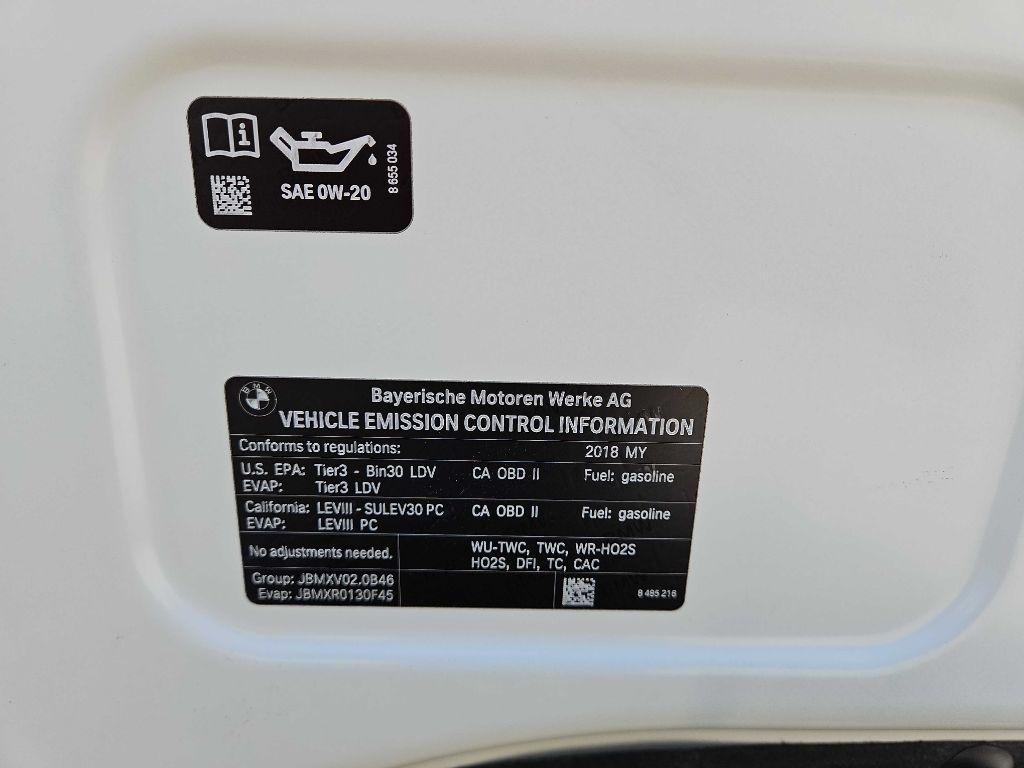 SAE 0W-20
8 655 034
BMW
Bayerische Motoren Werke AG
VEHICLE EMISSION CONTROL INFORMATION
Conforms to regulations: 2018 MY
U.S. EPA: Tier3 - Bin30 LDV CA OBD II Fuel: gasoline
EVAP: Tier3 LDV
California: LEVIII - SULEV30 PC CA OBD II Fuel: gasoline
EVAP: LEVIII PC
No adjustments needed.
WU-TWC, TWC, WR-HO2S
HO2S, DFI, TC, CAC
Group: JBMXV02.0B46
Evap: JBMXR0130F45
8 485 216